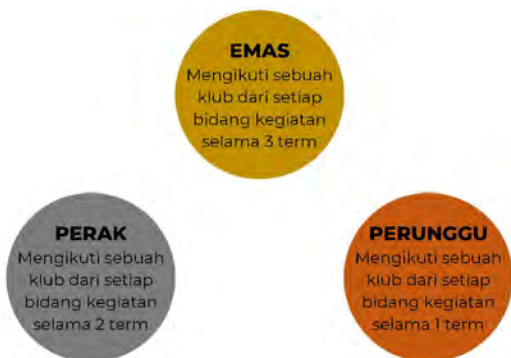 EMAS
Mengikuti sebuah
klub dari setiap
bidang kegiatan
selama 3 term
PERAK
Mengikuti sebuah
klub dari setiap
bidang kegiatan
selama 2 term
PERUNGGU
Mengikuti sebuah
klub dari setiap
bidang kegiatan
selama 1 term